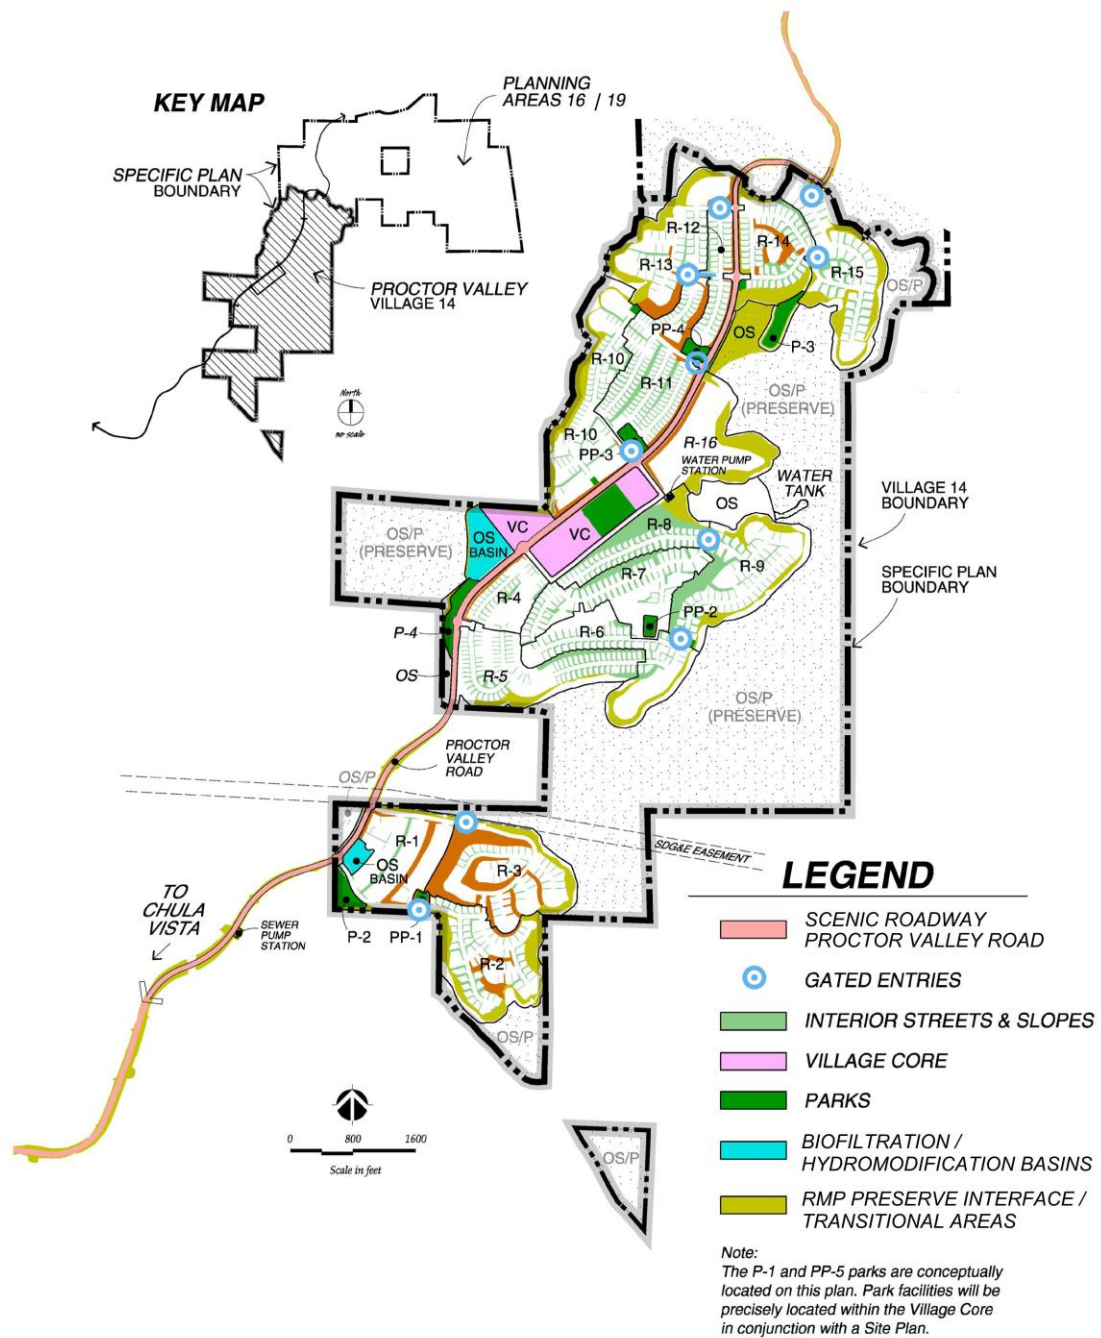 KEY MAP
PLANNING
AREAS 16 / 19
SPECIFIC PLAN
BOUNDARY
PROCTOR VALLEY
VILLAGE 14
North
no scale
R-12
R-14
R-13
R-15
OS/P
PP-4
OS
P-3
R-10
R-11
OS/P
(PRESERVE)
R-10
R-16
PP-3
WATER PUMP
STATION
WATER
TANK
VILLAGE 14
BOUNDARY
OS/P
(PRESERVE)
VC
OS
BASIN
VC
OS
R-8
R-7
R-9
SPECIFIC PLAN
BOUNDARY
R-4
PP-2
P-4
R-6
OS
R-5
OS/P
(PRESERVE)
PROCTOR
VALLEY
ROAD
OS/P
R-1
SDG&E EASEMENT
OS
BASIN
R-3
TO
CHULA
VISTA
SEWER
PUMP
STATION
P-2
PP-1
R-2
OS/P
0 800 1600
Scale in feet
OS/P
LEGEND
SCENIC ROADWAY
PROCTOR VALLEY ROAD
GATED ENTRIES
INTERIOR STREETS & SLOPES
VILLAGE CORE
PARKS
BIOFILTRATION /
HYDROMODIFICATION BASINS
RMP PRESERVE INTERFACE /
TRANSITIONAL AREAS
Note:
The P-1 and PP-5 parks are conceptually
located on this plan. Park facilities will be
precisely located within the Village Core
in conjunction with a Site Plan.